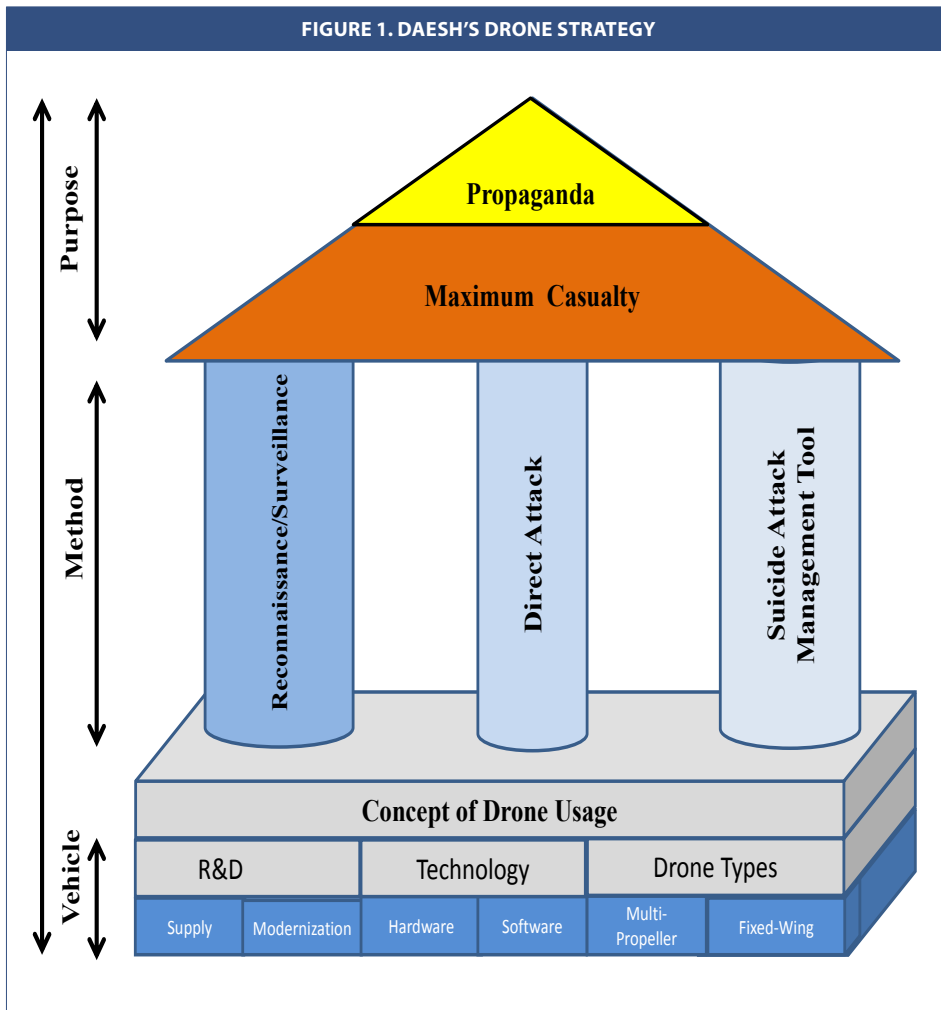 FIGURE 1. DAESH'S DRONE STRATEGY
Purpose
Propaganda
Maximum Casualty
Method
Reconnaissance/Surveillance
Direct Attack
Suicide Attack
Management Tool
Concept of Drone Usage
Vehicle
R&D
Technology
Drone Types
Supply
Modernization
Hardware
Software
Multi-
Propeller
Fixed-Wing